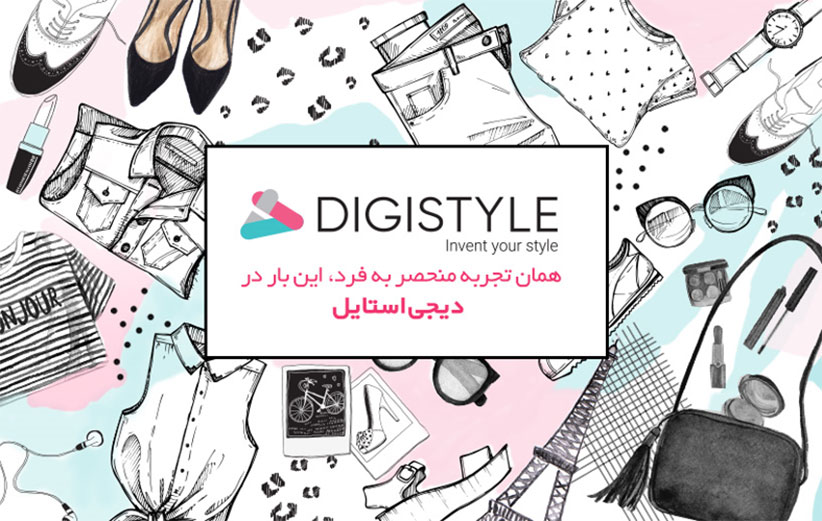 DIGISTYLE
Invent your style
همان تجربه منحصر به فرد، این بار در
دیجی‌استایل
BONJOUR